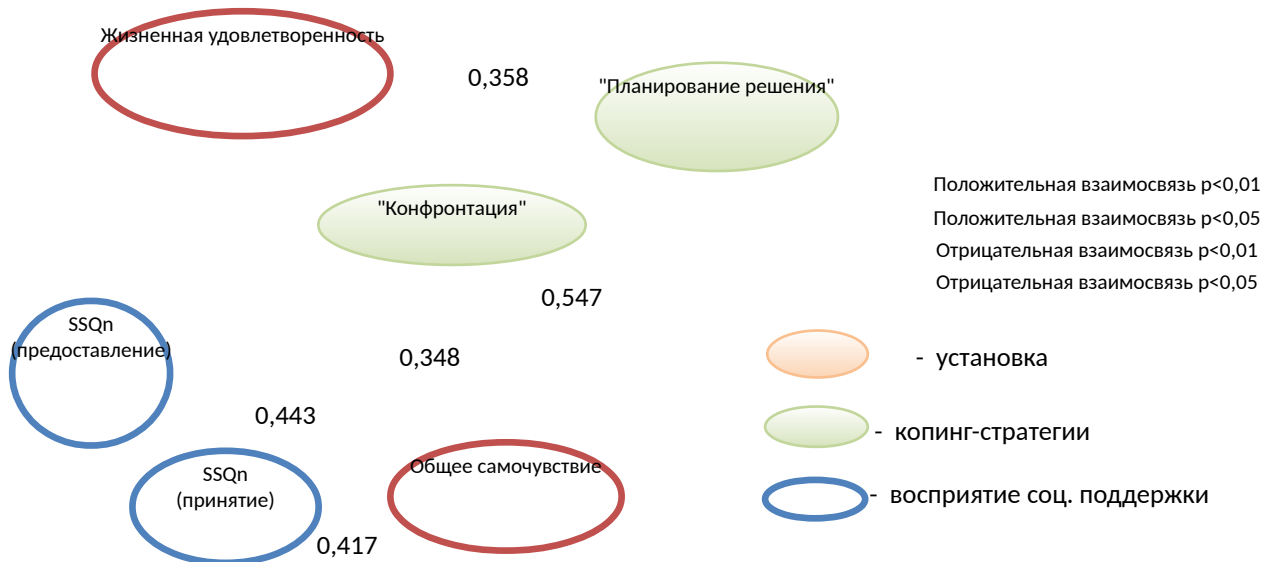 Жизненная удовлетворенность
0,358
"Планирование решения"
"Конфронтация"
Положительная взаимосвязь p<0,01
Положительная взаимосвязь p<0,05
Отрицательная взаимосвязь p<0,01
Отрицательная взаимосвязь p<0,05
0,547
SSQn
(предоставление)
0,348
- установка
0,443
- копинг-стратегии
SSQn
(принятие)
Общее самочувствие
- восприятие соц. поддержки
0,417